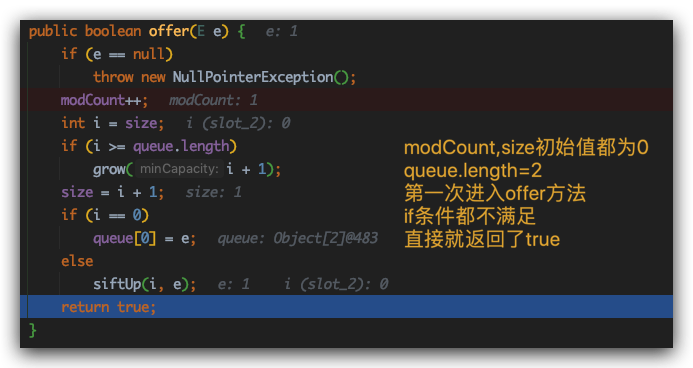 public boolean offer(E e) {  e: 1
if (e == null)
throw new NullPointerException();
modCount++;  modCount: 1
int i = size;  i (slot_2): 0
if (i >= queue.length)
grow( minCapacity: i + 1);
size = i + 1;  size: 1
if (i == 0)
queue[0] = e;  queue: Object[2]@483
else
siftUp(i, e);  e: 1  i (slot_2): 0
return true;
}
modCount,size初始值都为0
queue.length=2
第一次进入offer方法
if条件都不满足
直接就返回了true